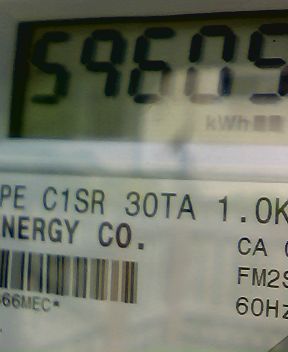 59605
kWh
PE C1SR 30TA 1.0K
NERGY CO.
CA
FM2S
66MEC*
60Hz